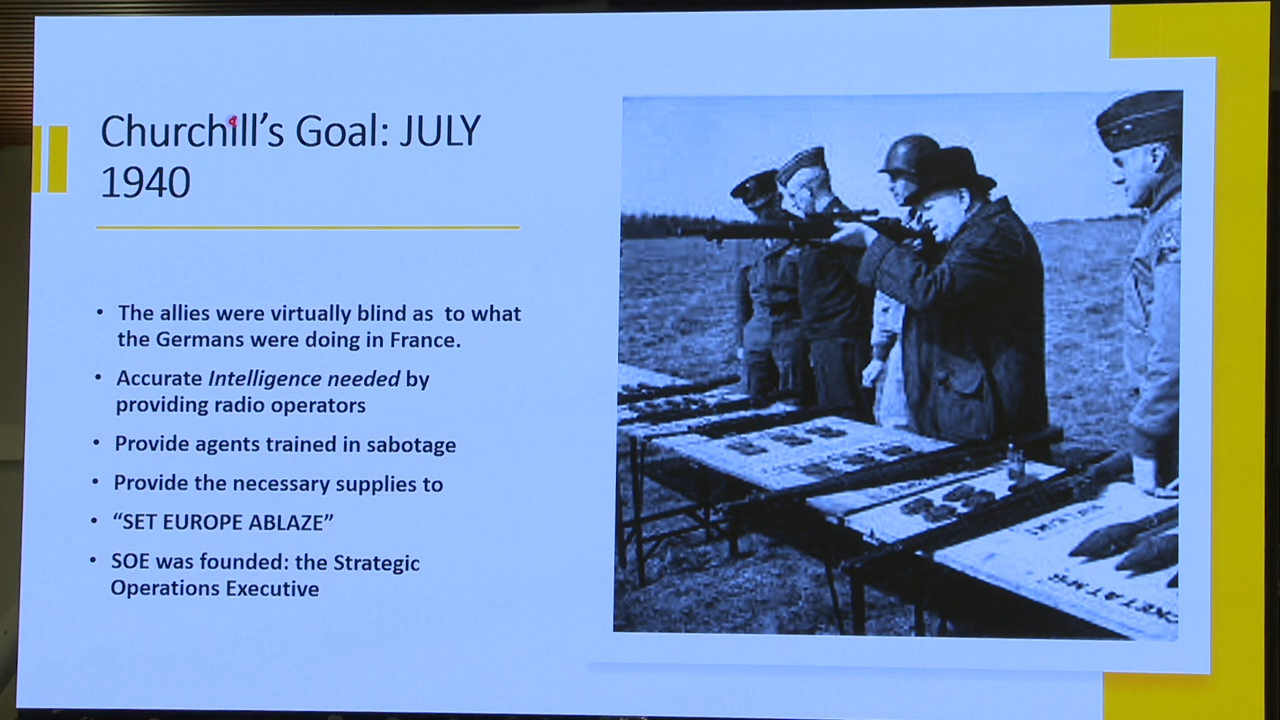 Churchill's Goal: JULY
1940
• The allies were virtually blind as to what
the Germans were doing in France.
• Accurate Intelligence needed by
providing radio operators
• Provide agents trained in sabotage
• Provide the necessary supplies to
• “SET EUROPE ABLAZE”
• SOE was founded: the Strategic
Operations Executive